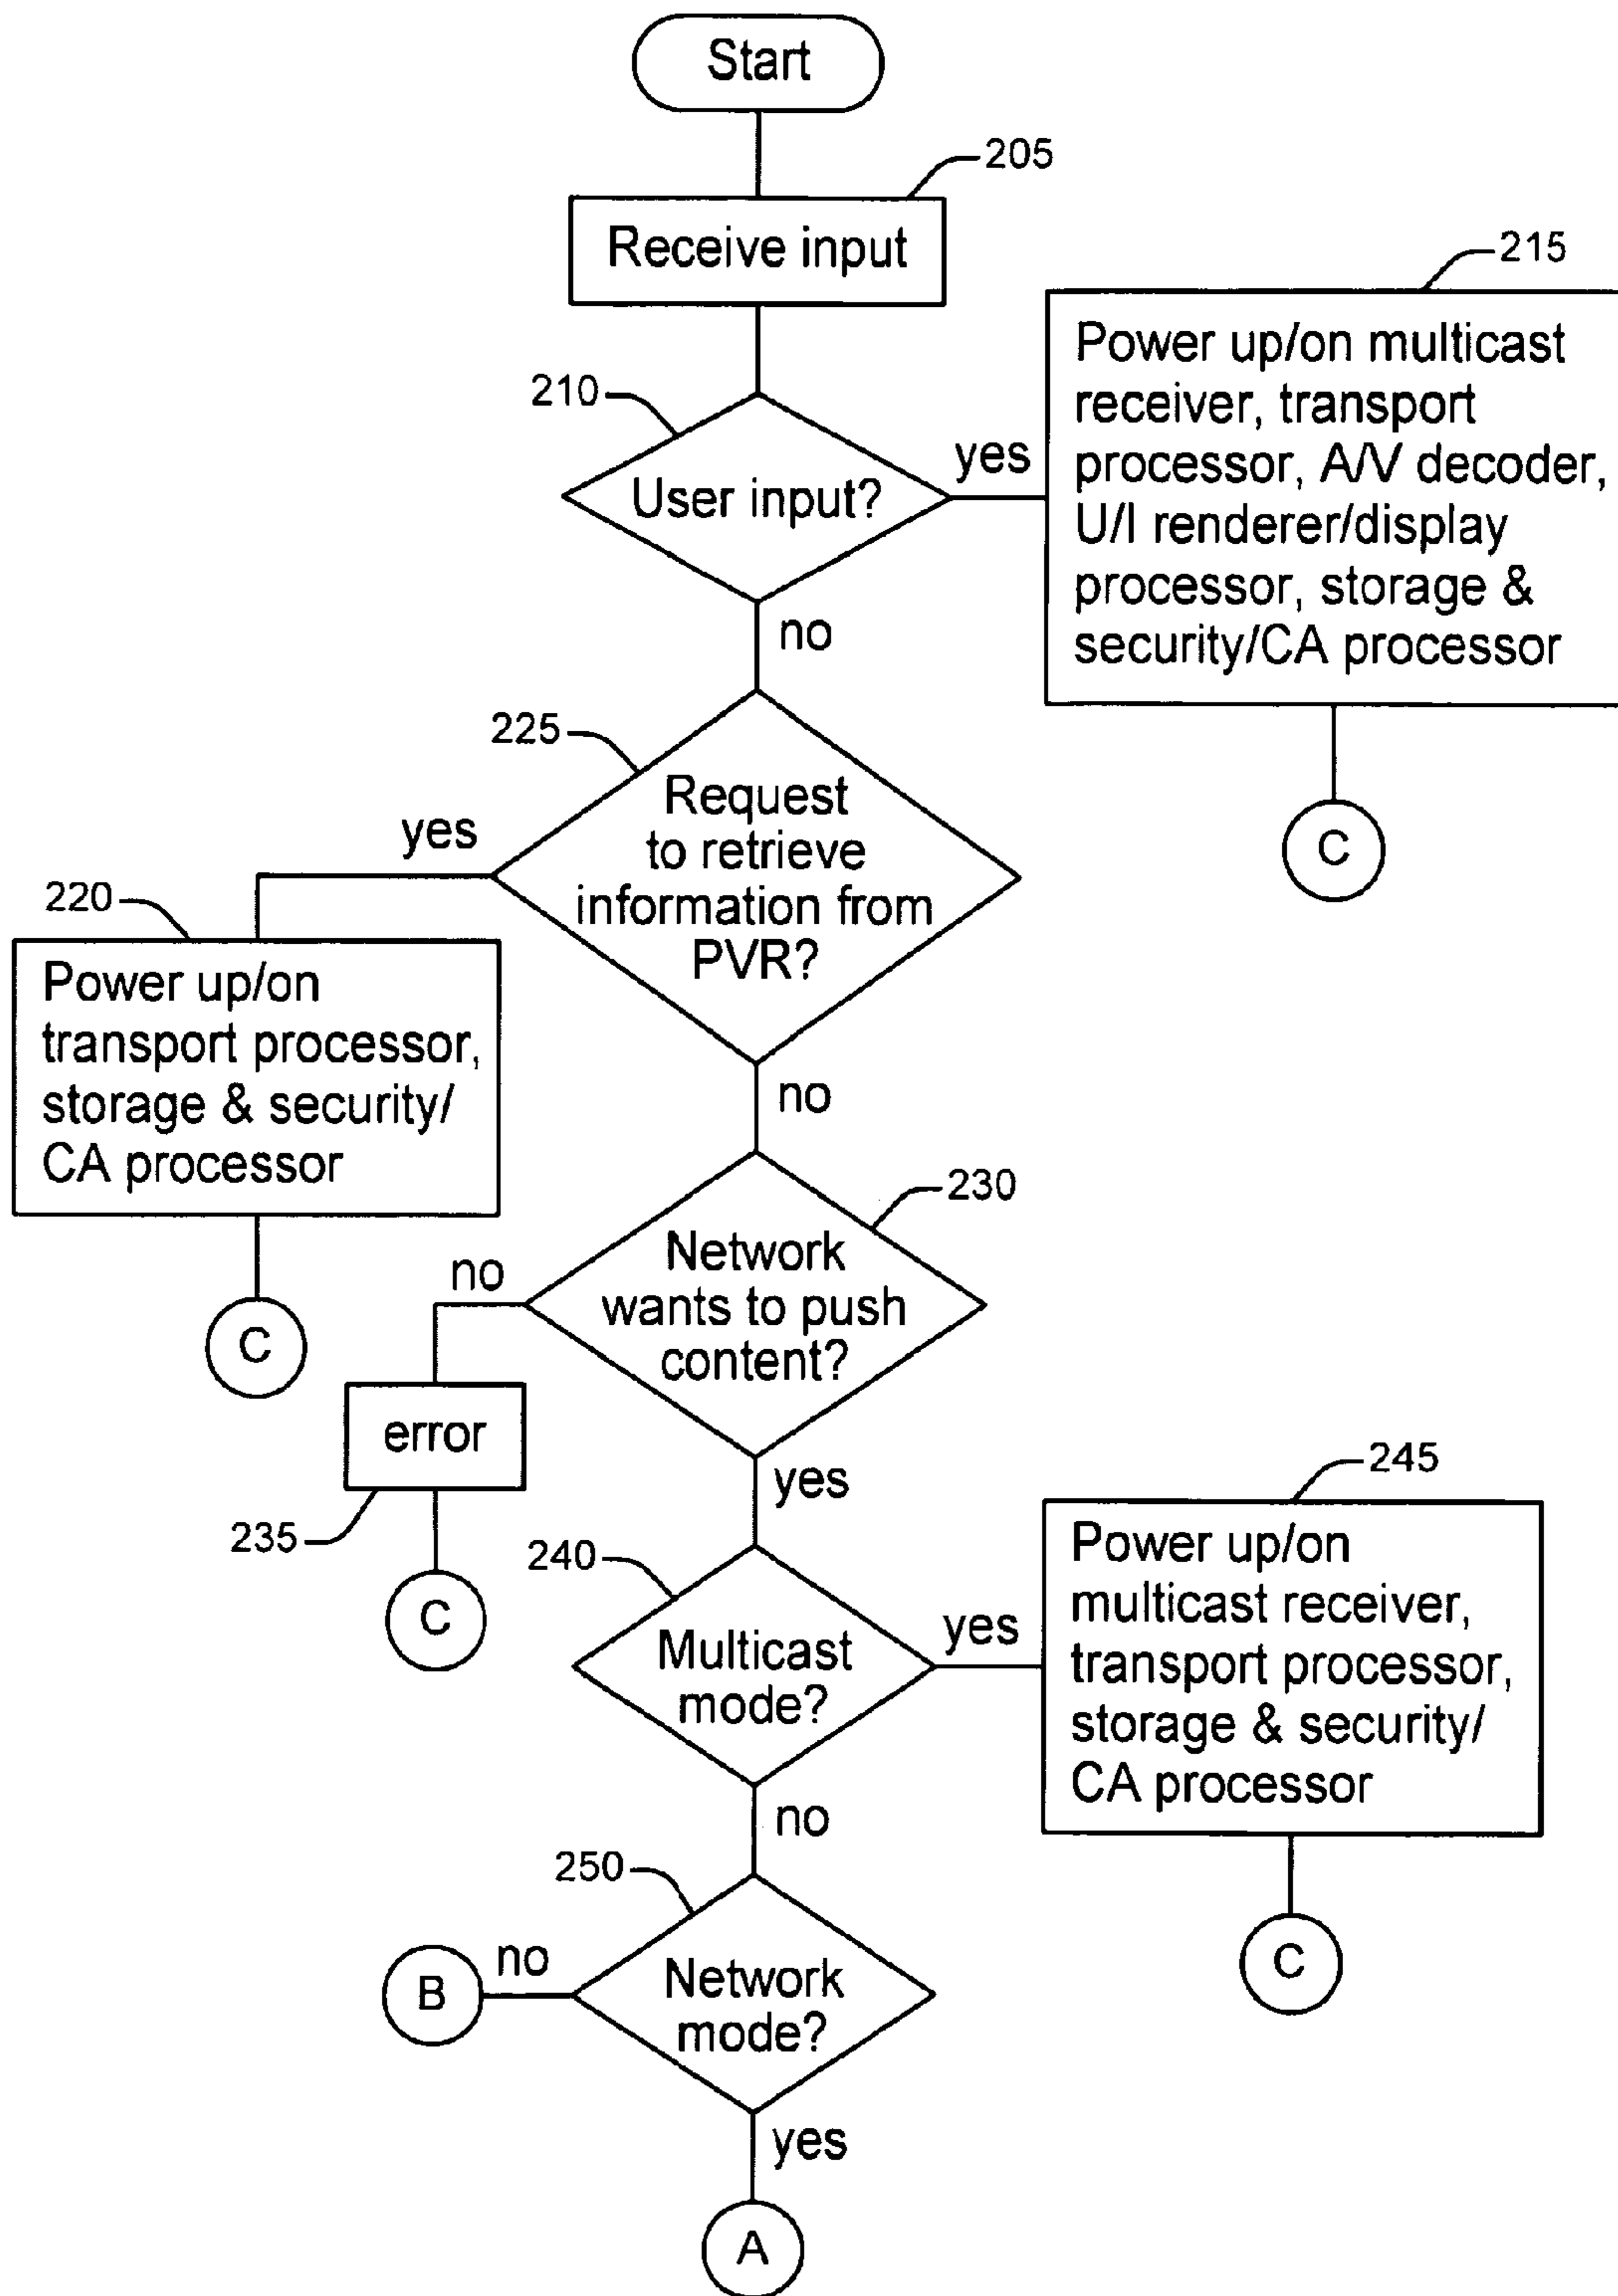 Start
205
Receive input
215
Power up/on multicast
receiver, transport
processor, A/V decoder,
U/I renderer/display
processor, storage &
security/CA processor
210
User input?
yes
no
C
225
Request
to retrieve
information from
PVR?
yes
no
220
Power up/on
transport processor,
storage & security/
CA processor
C
230
Network
wants to push
content?
no
yes
error
235
C
240
Multicast
mode?
yes
no
245
Power up/on
multicast receiver,
transport processor,
storage & security/
CA processor
C
250
Network
mode?
no
B
yes
A